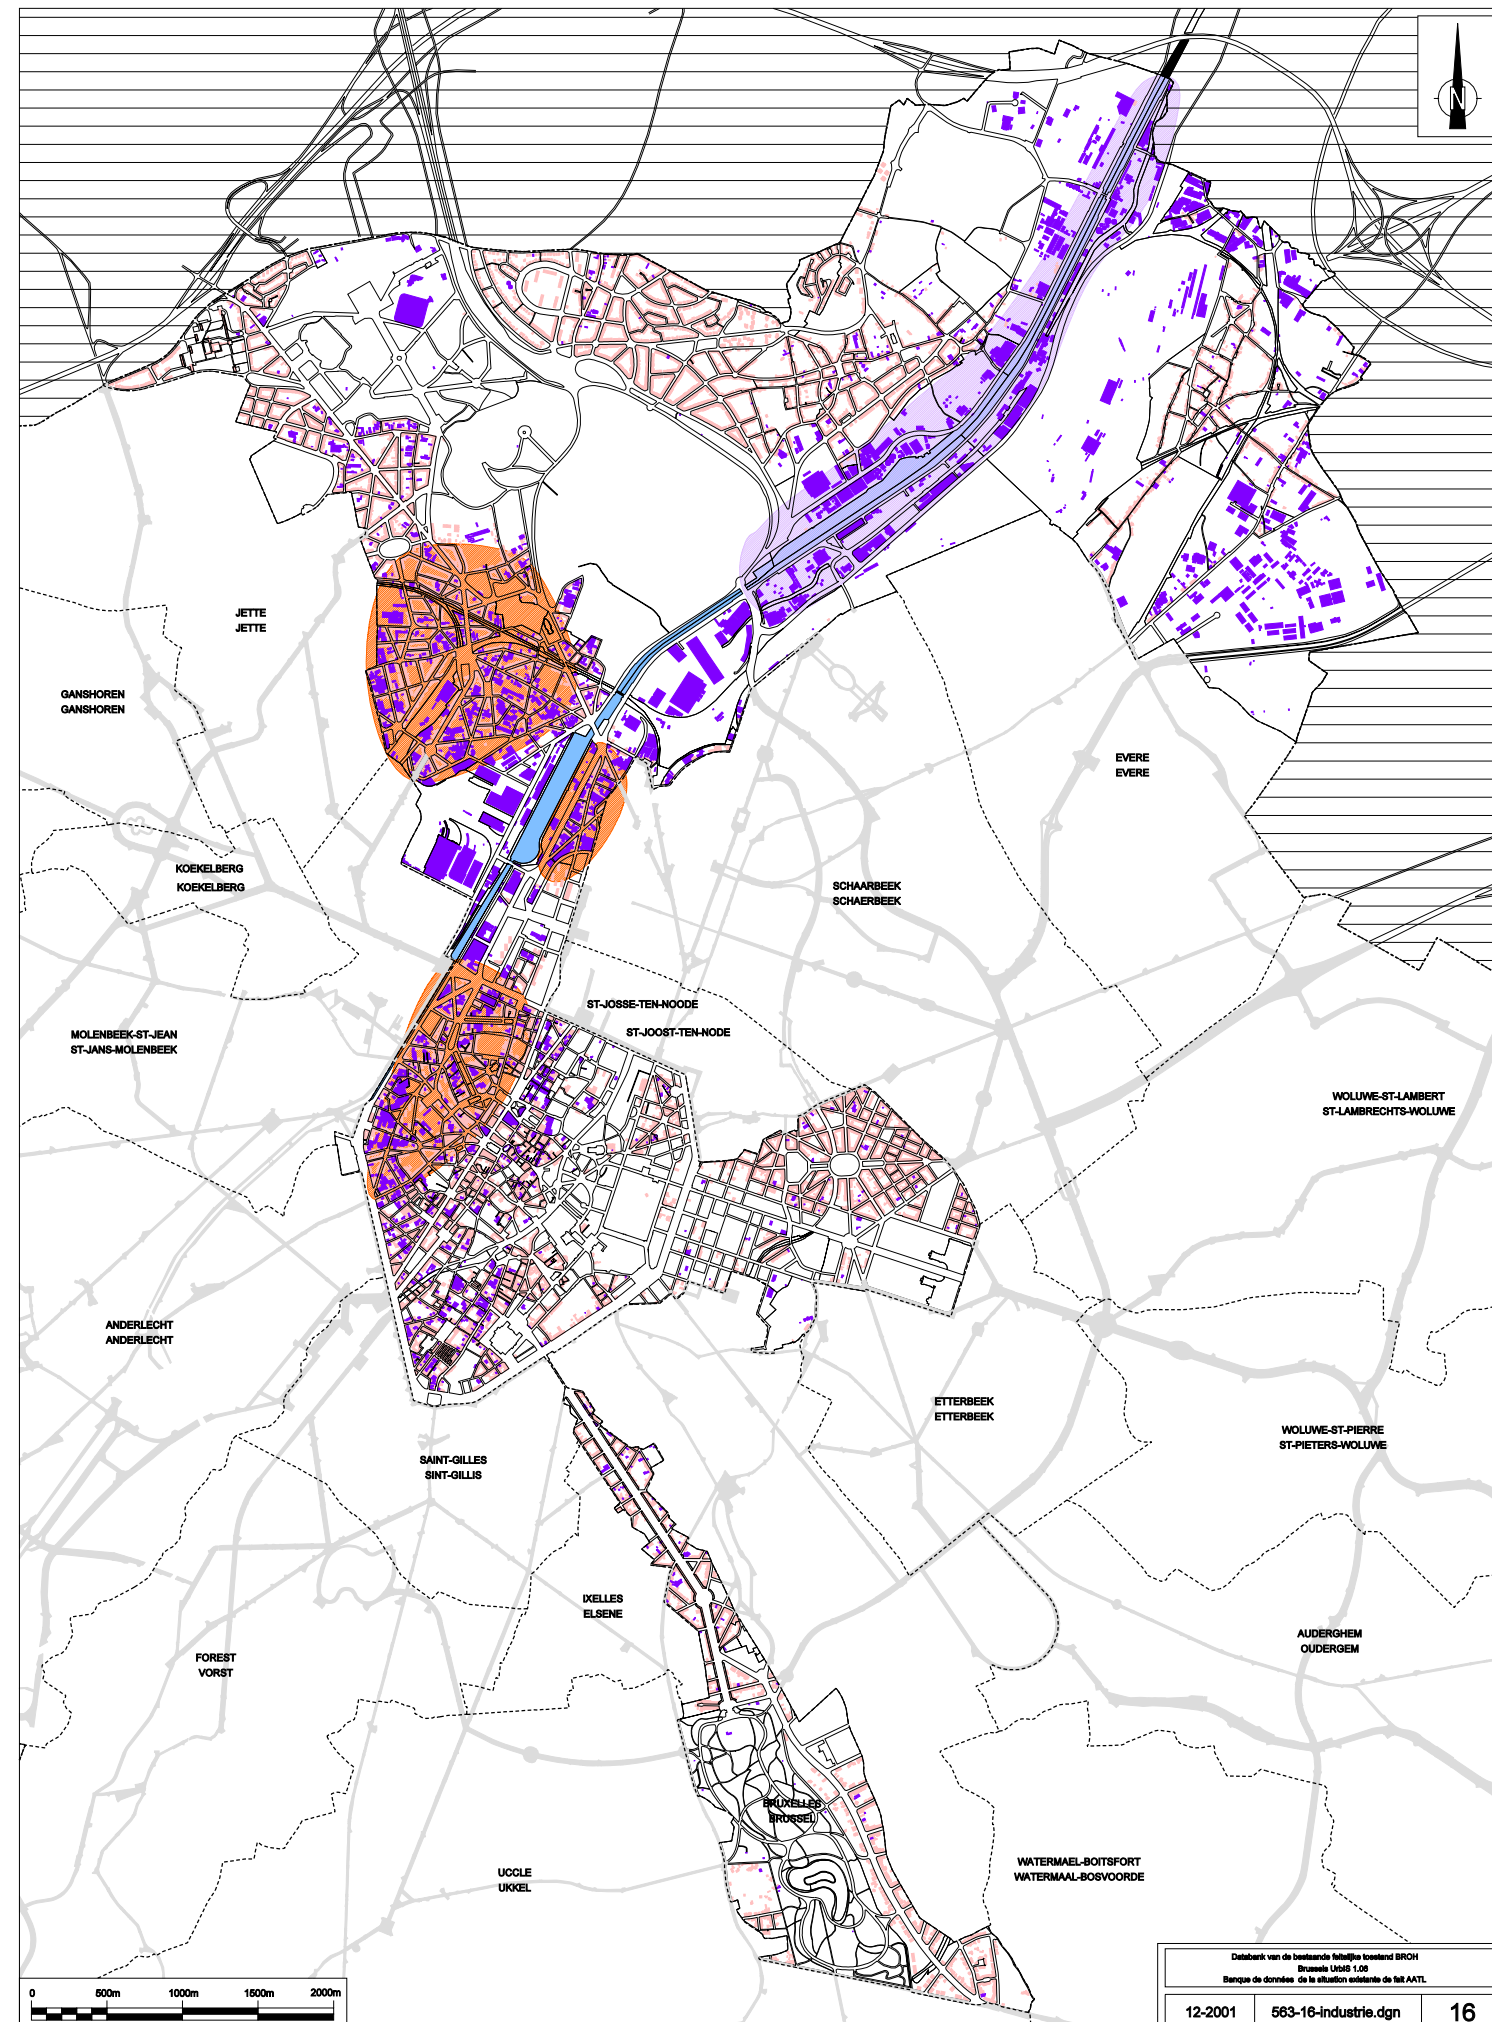 N
JETTE
JETTE
GANSHOREN
GANSHOREN
EVERE
EVERE
KOEKELBERG
KOEKELBERG
SCHAARBEEK
SCHAERBEEK
ST-JOSSE-TEN-NOODE
ST-JOOST-TEN-NODE
MOLENBEEK-ST-JEAN
ST-JANS-MOLENBEEK
WOLUWE-ST-LAMBERT
ST-LAMBRECHTS-WOLUWE
ANDERLECHT
ANDERLECHT
ETTERBEEK
ETTERBEEK
WOLUWE-ST-PIERRE
ST-PIETERS-WOLUWE
SAINT-GILLES
SINT-GILLIS
IXELLES
ELSENE
AUDERGHEM
OUDERGEM
FOREST
VORST
BRUXELLES
BRUSSEL
WATERMAEL-BOITSFORT
WATERMAAL-BOSVOORDE
UCCLE
UKKEL
Databank van de bestaande feitelijke toestand BROH
Brussels UrbIS 1.06
Banque de données de la situation existante de fait AATL
0 500m 1000m 1500m 2000m
12-2001 563-16-industrie.dgn 16